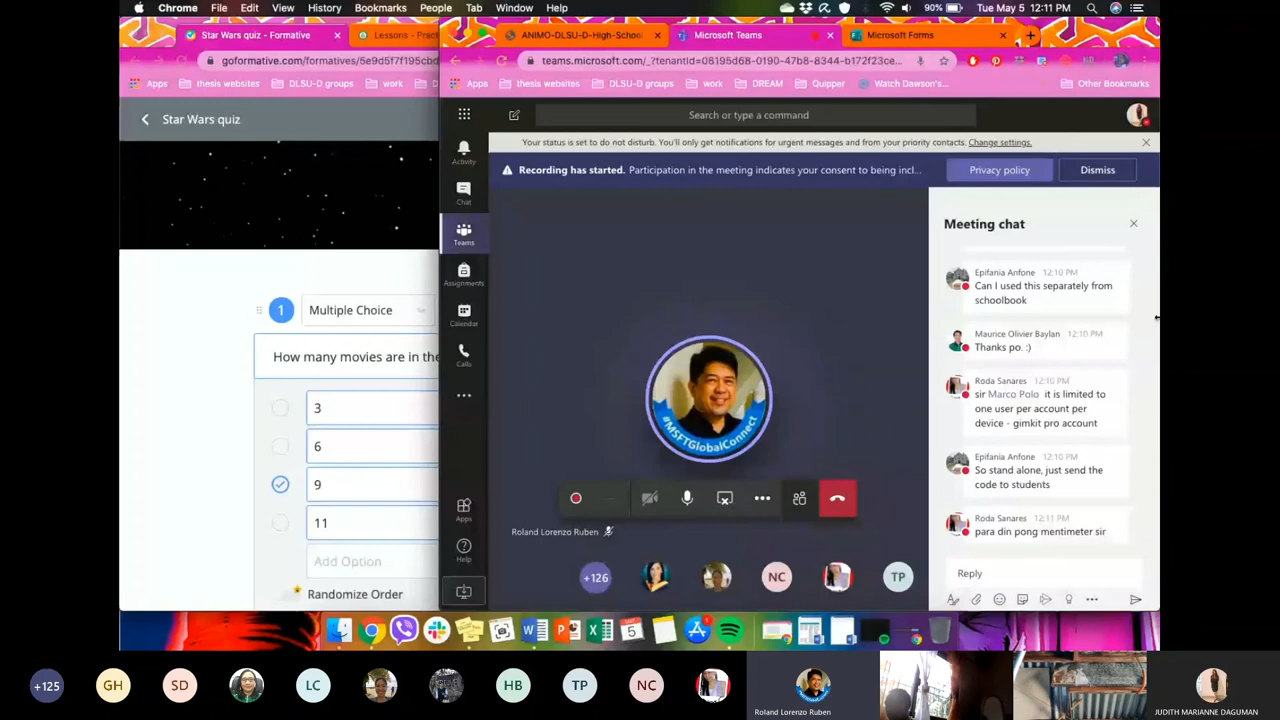 Chrome File Edit View History Bookmarks People Tab Window Help 90% Tue May 5 12:11 PM
Star Wars quiz - Formative
Lessons - Pract
ANIMO-DLSU-D-High-School
Microsoft Teams
Microsoft Forms
goformative.com/formatives/5e9d5f7f195cbd
teams.microsoft.com/_?tenantId=08195d68-0190-47b8-8344-b172f23ce...
Apps thesis websites DLSU-D groups work
Apps thesis websites DLSU-D groups work DREAM Quipper Watch Dawson's... Other Bookmarks
Star Wars quiz
Search or type a command
Your status is set to do not disturb. You'll only get notifications for urgent messages and from your priority contacts. Change settings.
Recording has started. Participation in the meeting indicates your consent to being incl...
Privacy policy
Dismiss
Activity
Chat
Teams
Assignments
Calendar
Calls
Apps
Help
1
Multiple Choice
How many movies are in the
3
6
9
11
Add Option
Randomize Order
#MSFTGlobalConnect
Roland Lorenzo Ruben
+126
NC
TP
Meeting chat
Epifania Anfone 12:10 PM
Can I used this separately from
schoolbook
Maurice Olivier Baylan 12:10 PM
Thanks po. :)
Roda Sanares 12:10 PM
sir Marco Polo it is limited to
one user per account per
device - gimkit pro account
Epifania Anfone 12:10 PM
So stand alone, just send the
code to students
Roda Sanares 12:11 PM
para din pong mentimeter sir
Reply
5
1
+125
GH
SD
LC
HB
TP
NC
Roland Lorenzo Ruben
JUDITH MARIANNE DAGUMAN